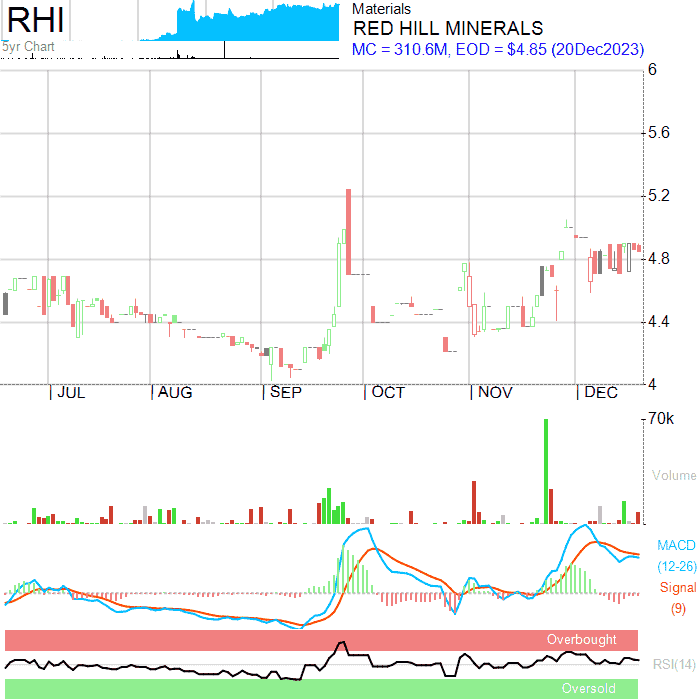 RHI
5yr Chart
Materials
RED HILL MINERALS
MC = 310.6M, EOD = $4.85 (20Dec2023)
6
5.6
5.2
4.8
4.4
4
JUL AUG SEP OCT NOV DEC
70k
Volume
MACD
(12-26)
Signal
(9)
Overbought
RSI(14)
Oversold